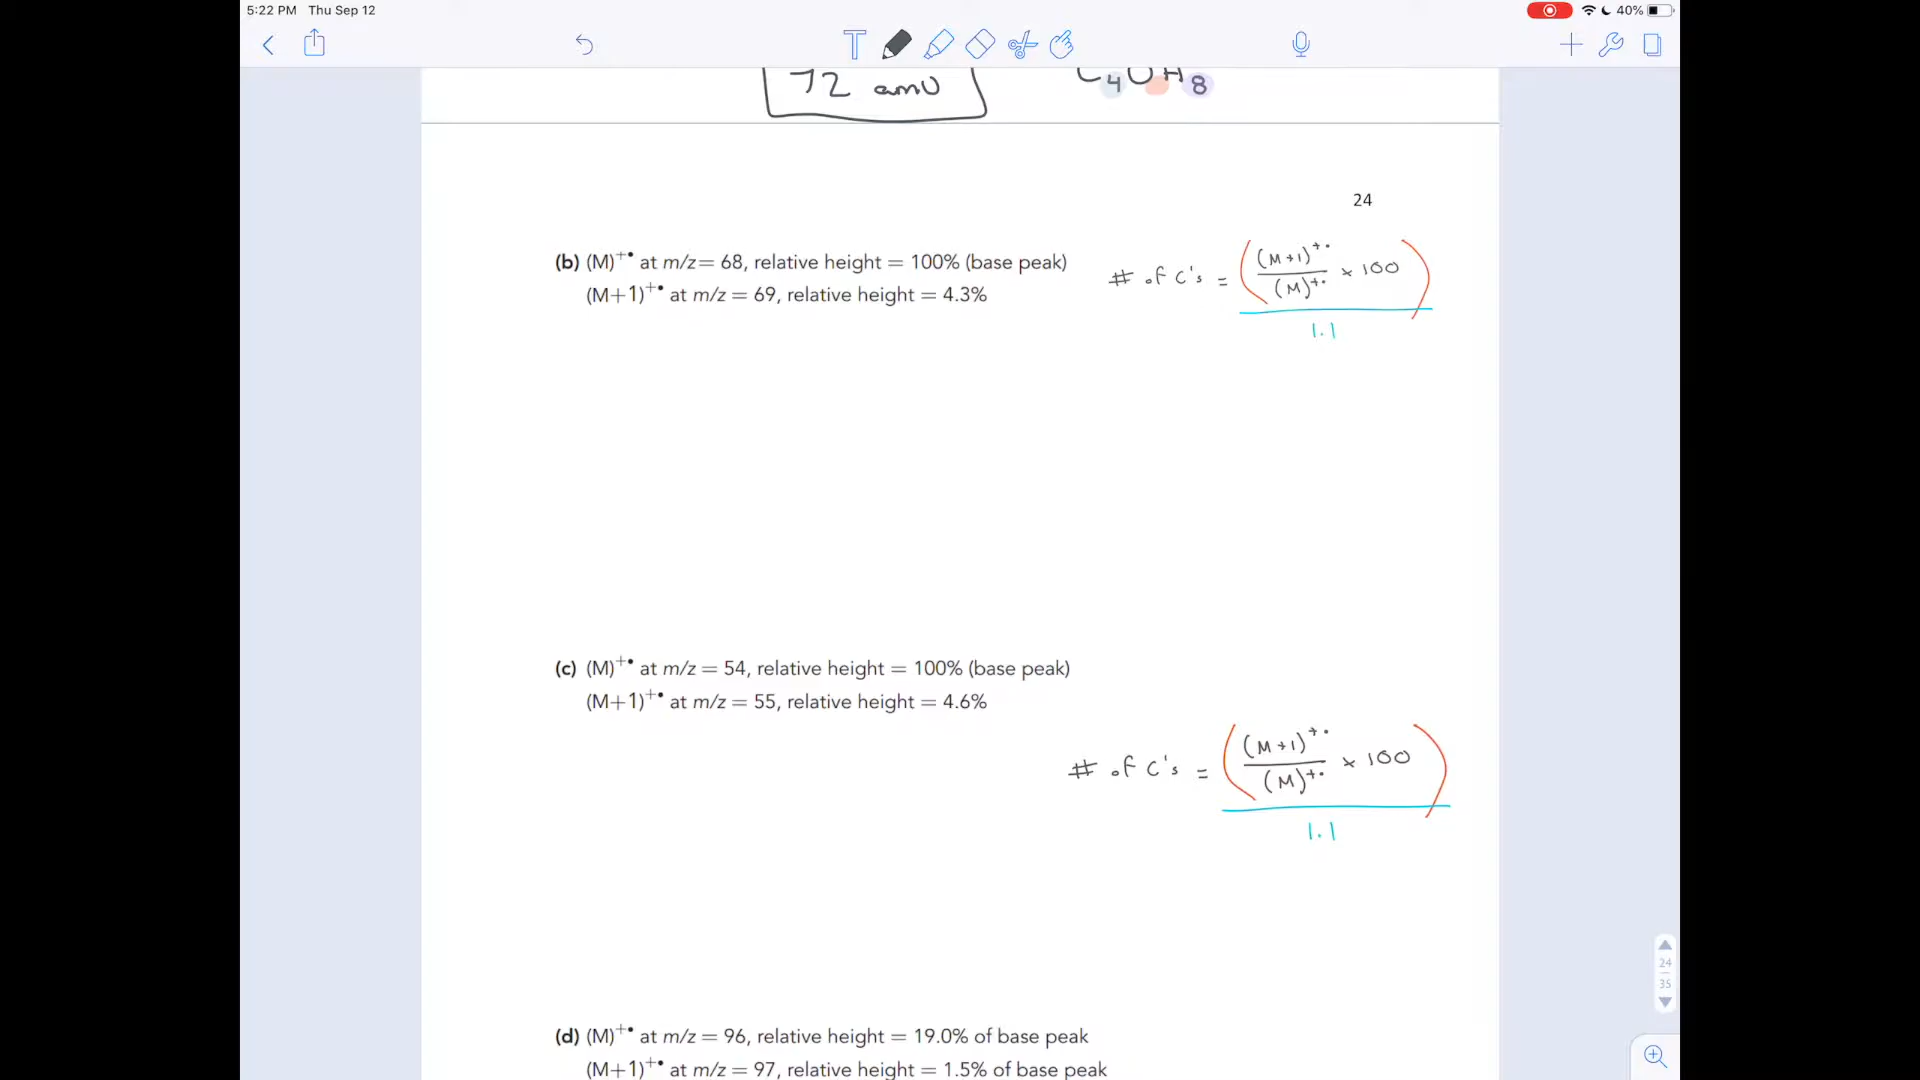 5:22 PM Thu Sep 12
40%
72 amu
C4OH8
24
(b) (M)+• at m/z= 68, relative height = 100% (base peak)
(M+1)+• at m/z = 69, relative height = 4.3%
# of C's = ( (M+1)+• / (M)+• × 100 )
1.1
(c) (M)+• at m/z = 54, relative height = 100% (base peak)
(M+1)+• at m/z = 55, relative height = 4.6%
# of C's = ( (M+1)+• / (M)+• × 100 )
1.1
24
35
(d) (M)+• at m/z = 96, relative height = 19.0% of base peak
(M+1)+• at m/z = 97, relative height = 1.5% of base peak